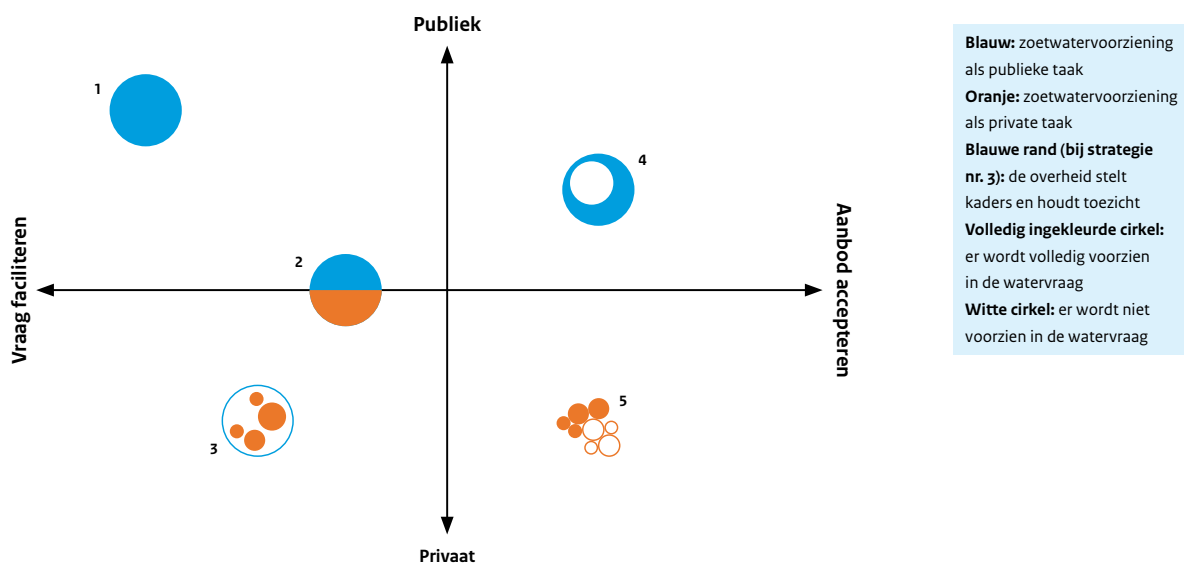 Publiek
1
4
2
3
5
Vraag faciliteren
Aanbod accepteren
Privaat
Blauw: zoetwatervoorziening
als publieke taak
Oranje: zoetwatervoorziening
als private taak
Blauwe rand (bij strategie
nr. 3): de overheid stelt
kaders en houdt toezicht
Volledig ingekleurde cirkel:
er wordt volledig voorzien
in de watervraag
Witte cirkel: er wordt niet
voorzien in de watervraag